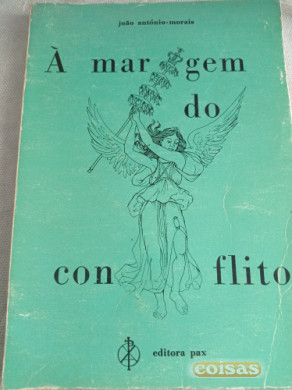 joão antónio-morais
À mar gem
do
con flito
editora pax
coisas